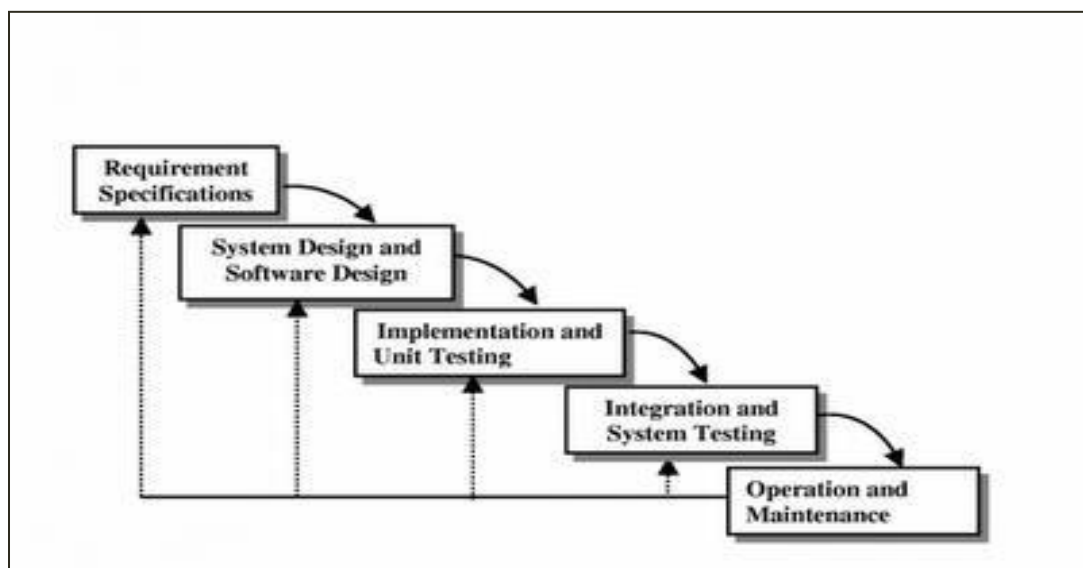 Requirement
Specifications
System Design and
Software Design
Implementation and
Unit Testing
Integration and
System Testing
Operation and
Maintenance